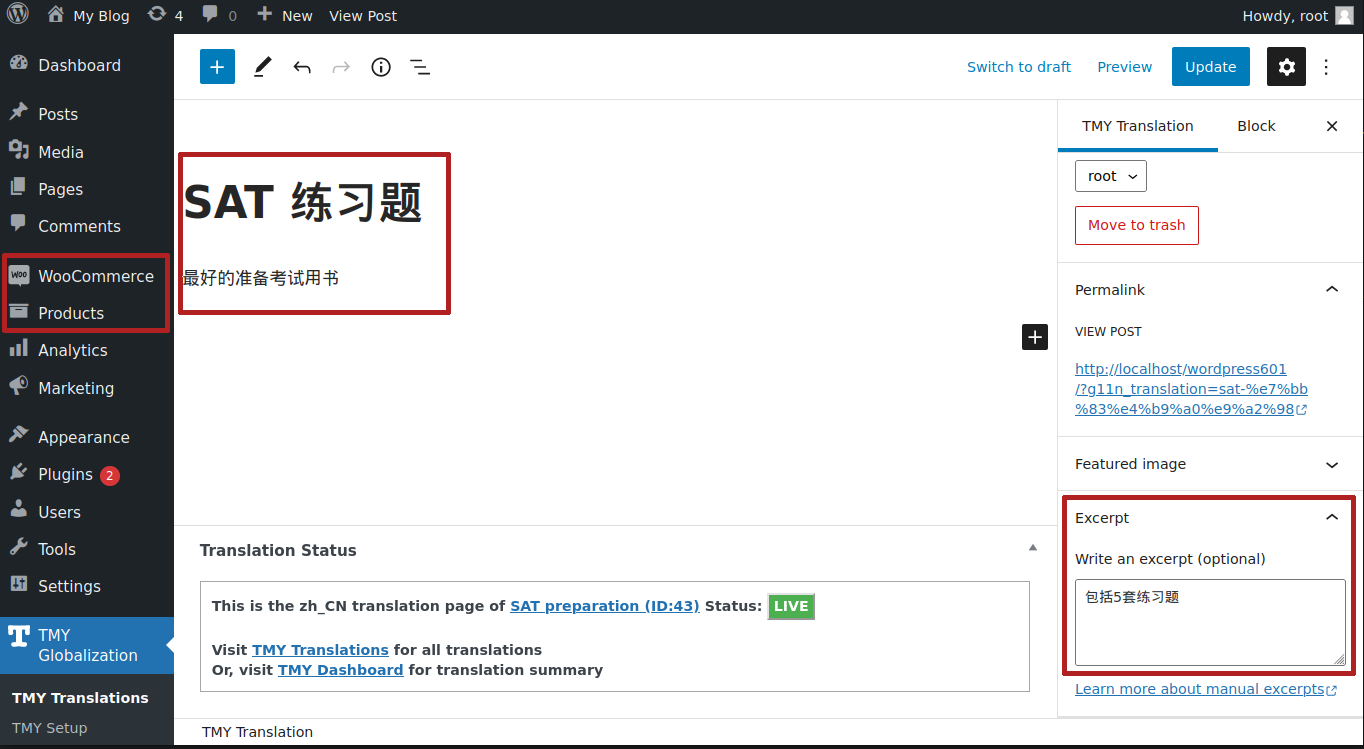 My Blog 4 0 New View Post Howdy, root
Dashboard
Posts
Media
Pages
Comments
WOO WooCommerce
Products
Analytics
Marketing
Appearance
Plugins 2
Users
Tools
Settings
TMY
Globalization
TMY Translations
TMY Setup
Switch to draft Preview Update
SAT 练习题
最好的准备考试用书
Translation Status
This is the zh_CN translation page of SAT preparation (ID:43) Status: LIVE
Visit TMY Translations for all translations
Or, visit TMY Dashboard for translation summary
TMY Translation
TMY Translation Block
root
Move to trash
Permalink
VIEW POST
http://localhost/wordpress601
/?g11n_translation=sat-%e7%bb
%83%e4%b9%a0%e9%a2%98
Featured image
Excerpt
Write an excerpt (optional)
包括5套练习题
Learn more about manual excerpts